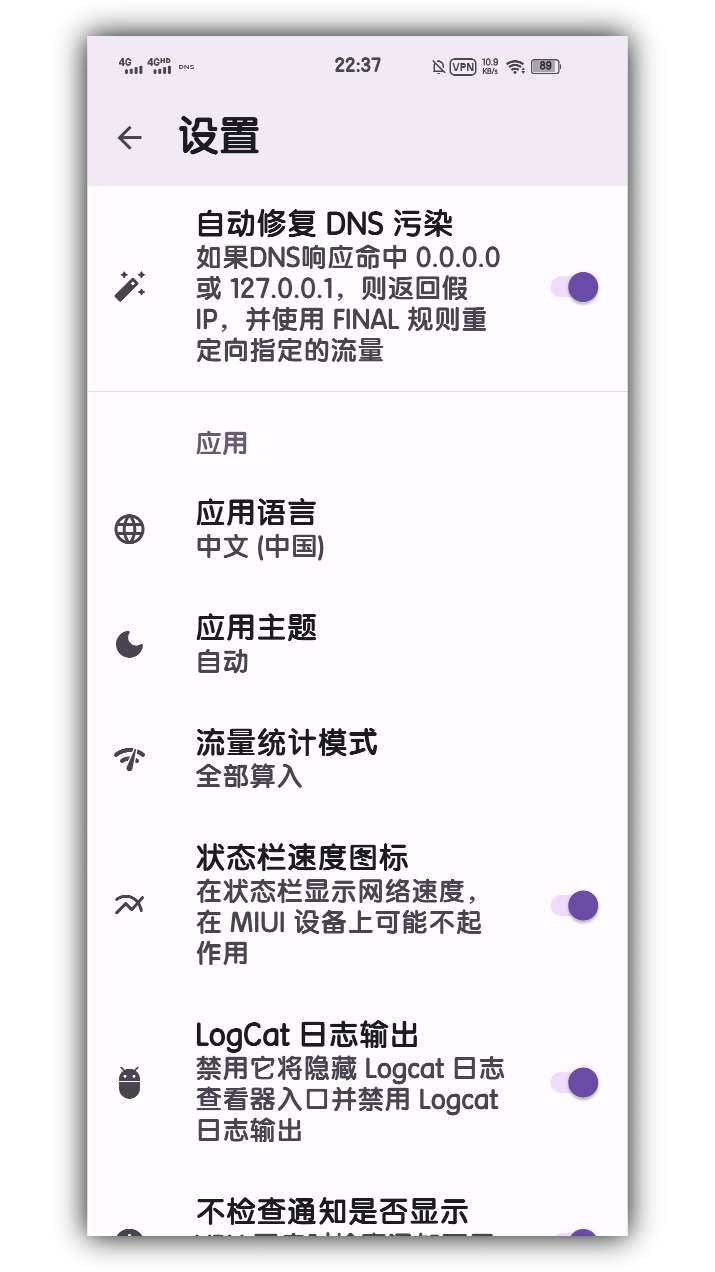 4G 4GHD DNS 22:37 VPN 10.9 KB/s 89
设置
自动修复 DNS 污染
如果DNS响应命中 0.0.0.0
或 127.0.0.1，则返回假
IP，并使用 FINAL 规则重
定向指定的流量
应用
应用语言
中文 (中国)
应用主题
自动
流量统计模式
全部算入
状态栏速度图标
在状态栏显示网络速度，
在 MIUI 设备上可能不起
作用
LogCat 日志输出
禁用它将隐藏 Logcat 日志
查看器入口并禁用 Logcat
日志输出
不检查通知是否显示